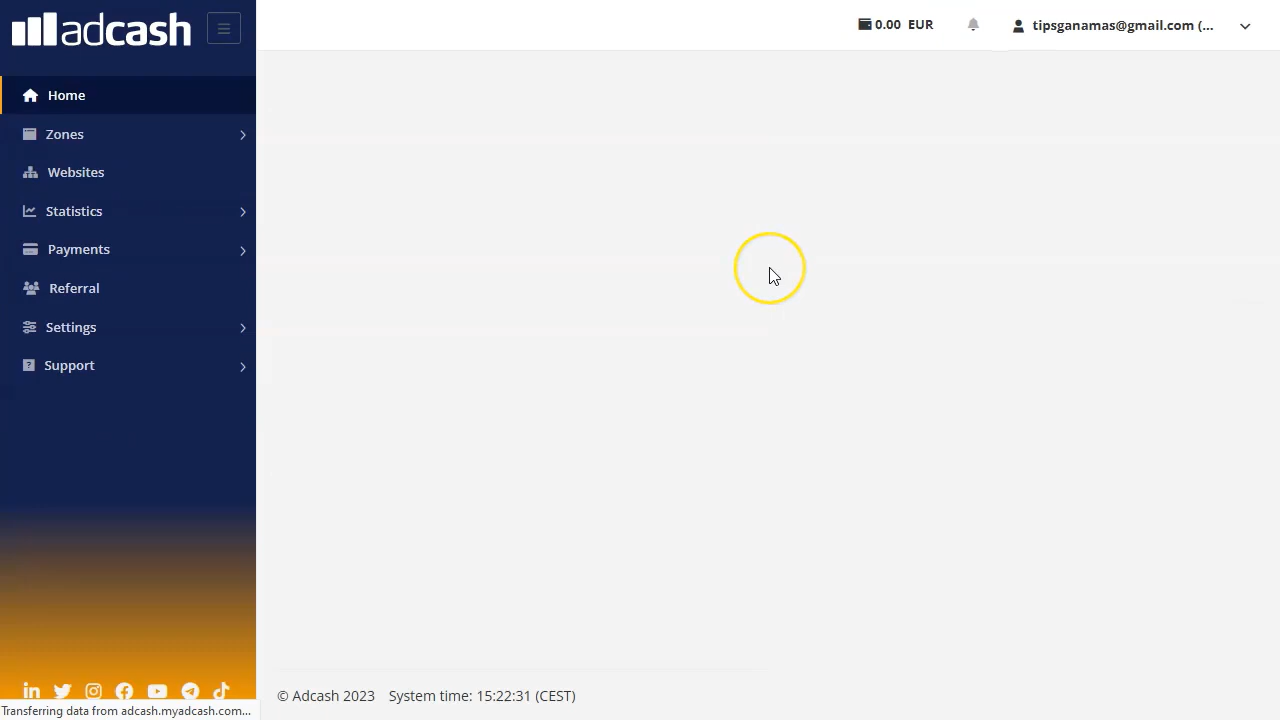 adcash
0.00 EUR
tipsganamas@gmail.com (...
Home
Zones
Websites
Statistics
Payments
Referral
Settings
Support
© Adcash 2023 System time: 15:22:31 (CEST)
Transferring data from adcash.myadcash.com...